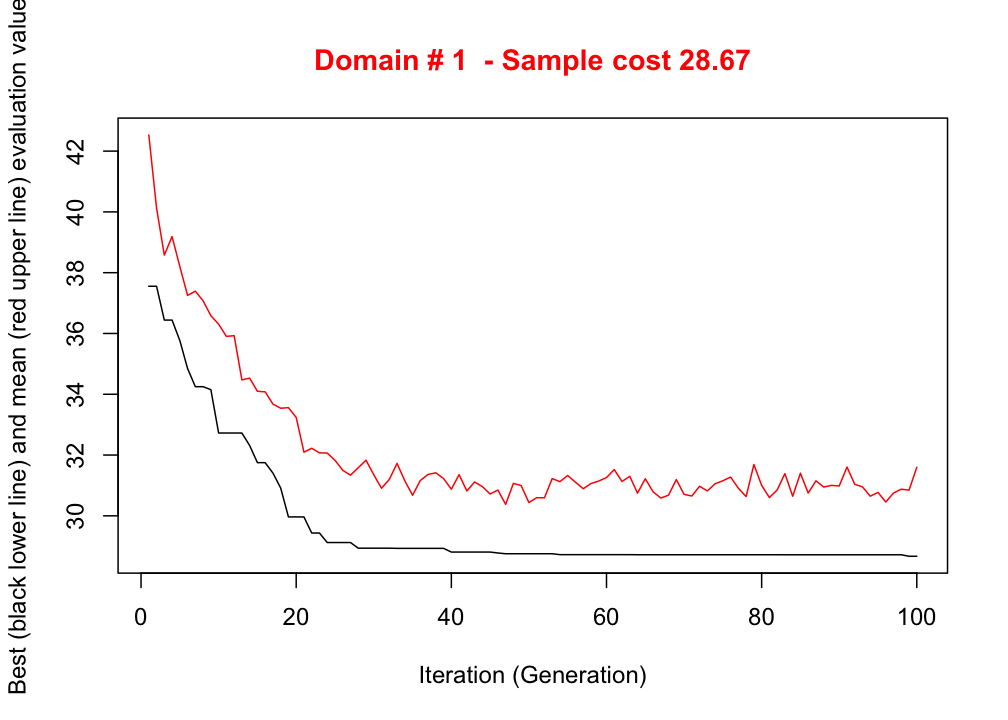 Domain # 1 - Sample cost 28.67
Best (black lower line) and mean (red upper line) evaluation value
42
40
38
36
34
32
30
0 20 40 60 80 100
Iteration (Generation)